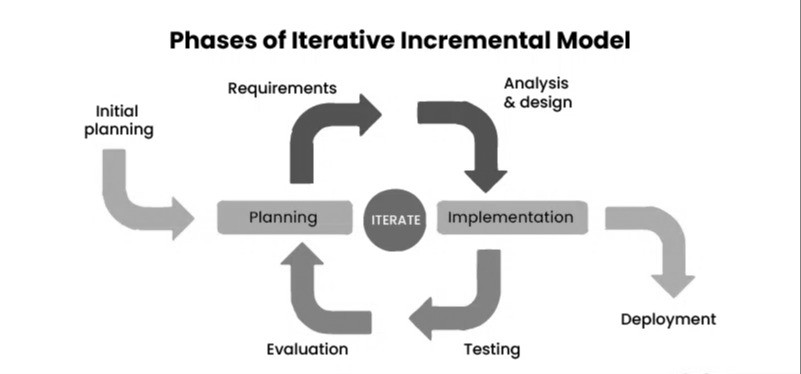 Phases of Iterative Incremental Model
Requirements
Analysis
& design
Initial
planning
Planning
ITERATE
Implementation
Deployment
Evaluation
Testing